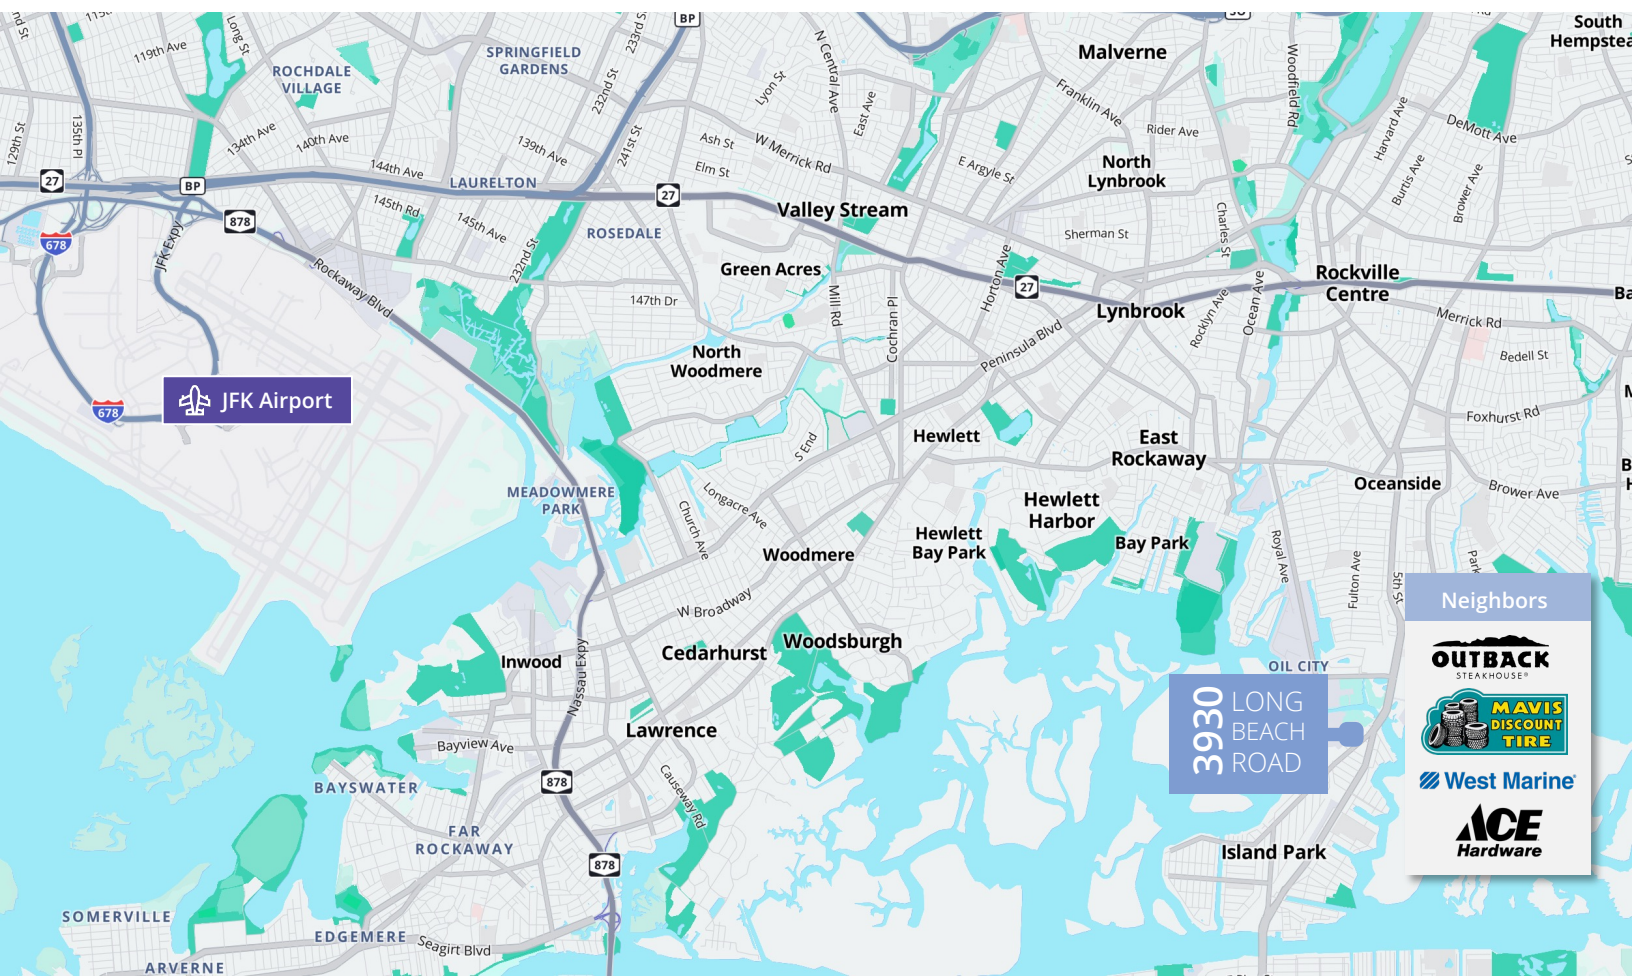 Long St
119th Ave
ROCHDALE
VILLAGE
SPRINGFIELD
GARDENS
233rd S
BP
232nd St
Lyon St
N Central Ave
East Ave
Malverne
Franklin Ave
Rider Ave
Woodfield Rd
Harvard Ave
DeMott Ave
South
Hempstea
129th St
135th Pl
134th Ave
140th Ave
144th Ave
139th Ave
241st St
Ash St
Elm St
W Merrick Rd
E Argyle St
North
Lynbrook
Burtis Ave
Brower Ave
27
BP
LAURELTON
27
878
145th Rd
145th Ave
232nd St
ROSEDALE
Valley Stream
Sherman St
Charles St
678
JFK Expy
Rockaway Blvd
Green Acres
147th Dr
Mill Rd
Cochran Pl
Horton Ave
27
Lynbrook
Rocklyn Ave
Ocean Ave
Rockville
Centre
Ba
Merrick Rd
Bedell St
North
Woodmere
Peninsula Blvd
JFK Airport
678
Foxhurst Rd
Hewlett
East
Rockaway
S End
MEADOWMERE
PARK
Longacre Ave
Church Ave
Hewlett
Harbor
Oceanside
Brower Ave
Woodmere
Hewlett
Bay Park
Bay Park
Royal Ave
Fulton Ave
5th St
Park
W Broadway
Inwood
Nassau Expy
Cedarhurst
Woodsburgh
OIL CITY
Lawrence
Bayview Ave
878
BAYSWATER
Causeway Rd
FAR
ROCKAWAY
878
SOMERVILLE
EDGEMERE
Seagirt Blvd
ARVERNE
Island Park
3930
LONG
BEACH
ROAD
Neighbors
OUTBACK
STEAKHOUSE®
MAVIS
DISCOUNT
TIRE
West Marine®
ACE
Hardware